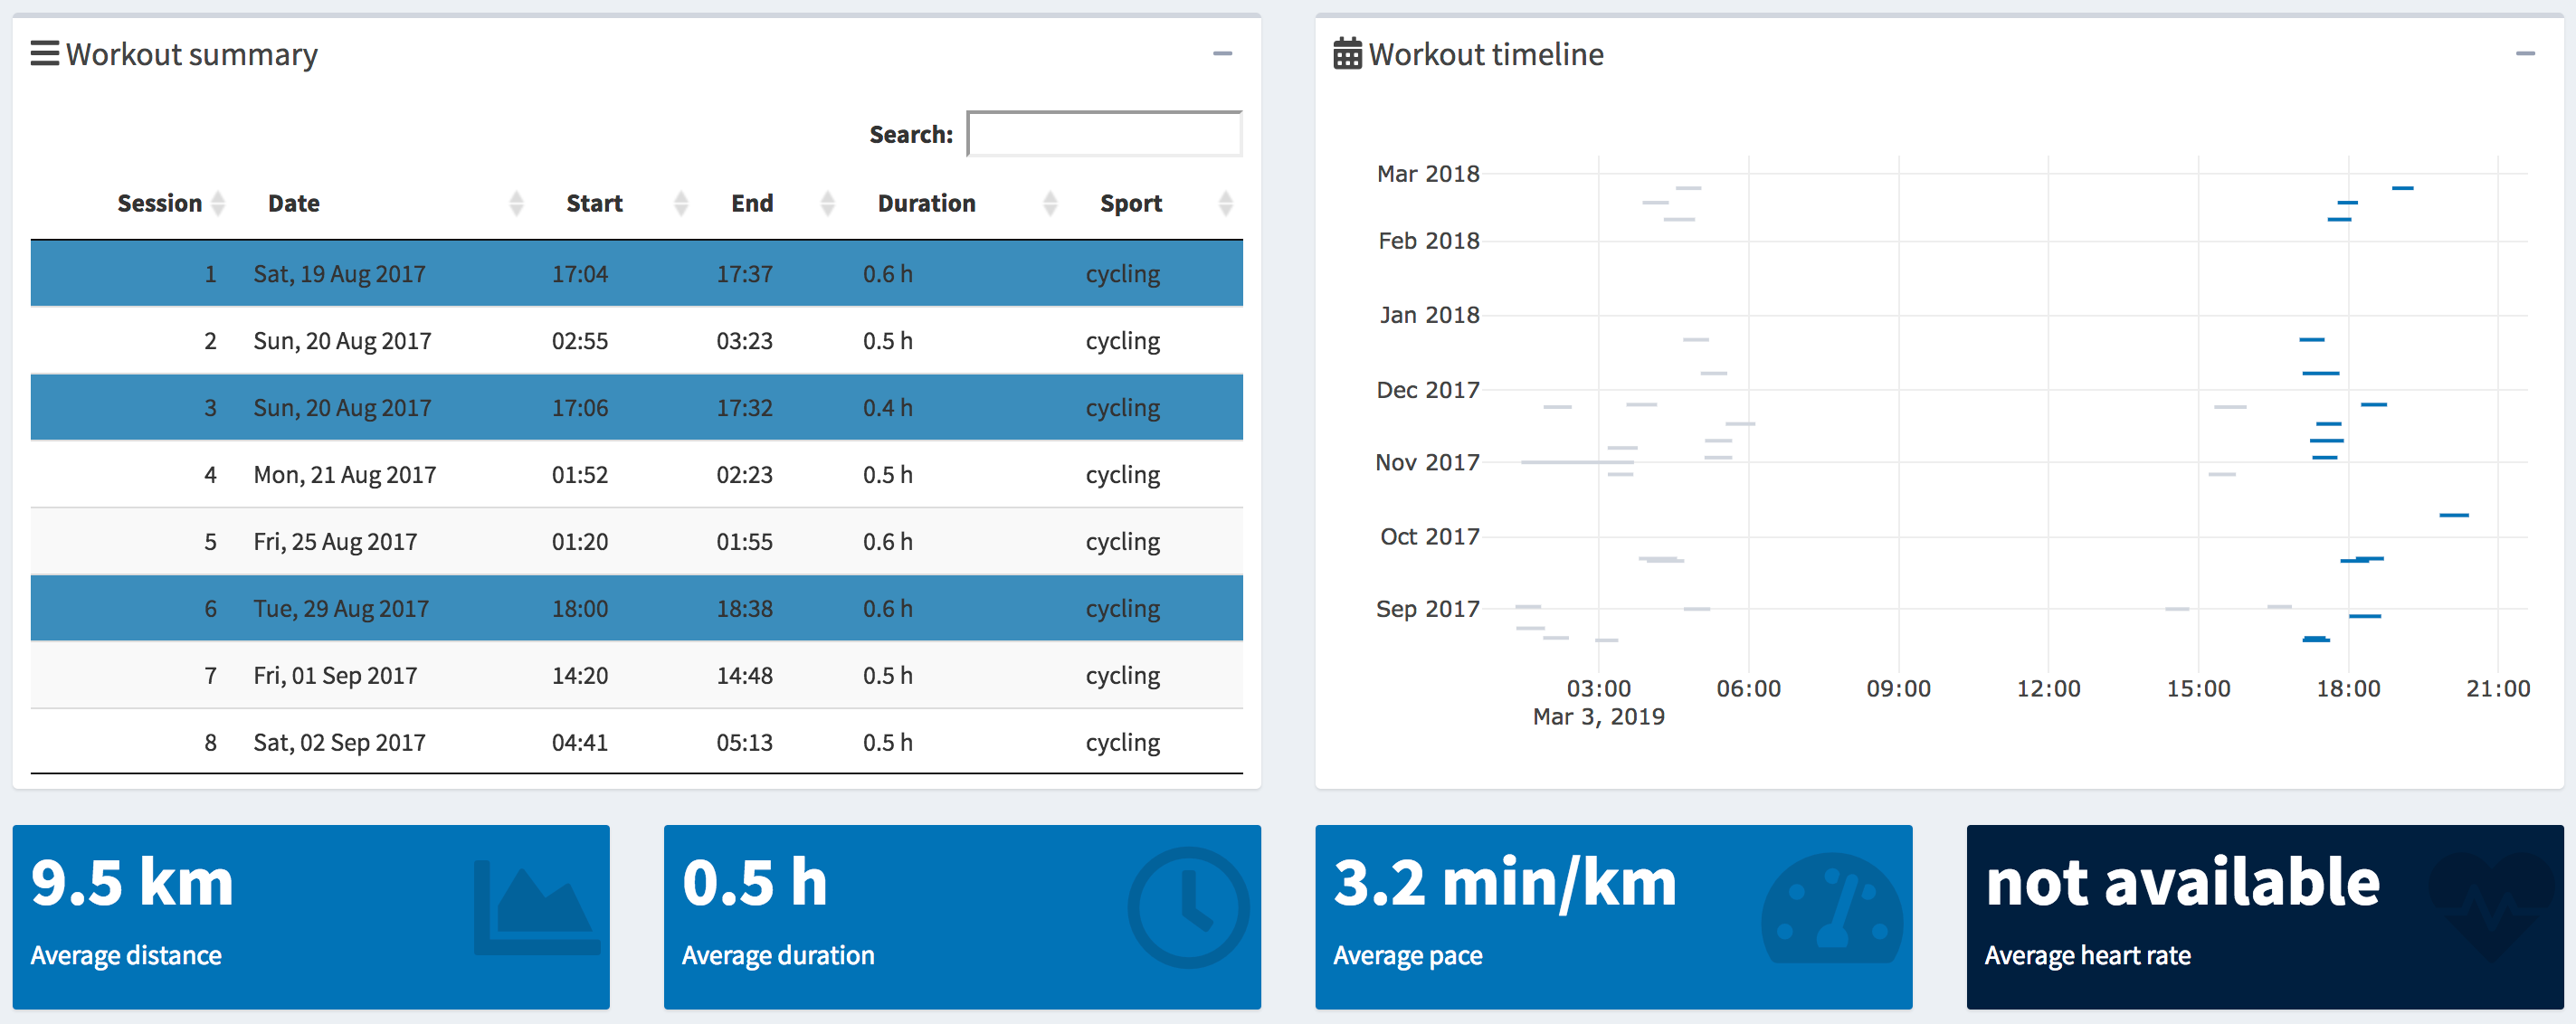 Workout summary
Search:
Session Date Start End Duration Sport
1 Sat, 19 Aug 2017 17:04 17:37 0.6 h cycling
2 Sun, 20 Aug 2017 02:55 03:23 0.5 h cycling
3 Sun, 20 Aug 2017 17:06 17:32 0.4 h cycling
4 Mon, 21 Aug 2017 01:52 02:23 0.5 h cycling
5 Fri, 25 Aug 2017 01:20 01:55 0.6 h cycling
6 Tue, 29 Aug 2017 18:00 18:38 0.6 h cycling
7 Fri, 01 Sep 2017 14:20 14:48 0.5 h cycling
8 Sat, 02 Sep 2017 04:41 05:13 0.5 h cycling
Workout timeline
Mar 2018
Feb 2018
Jan 2018
Dec 2017
Nov 2017
Oct 2017
Sep 2017
03:00 06:00 09:00 12:00 15:00 18:00 21:00
Mar 3, 2019
9.5 km
Average distance
0.5 h
Average duration
3.2 min/km
Average pace
not available
Average heart rate